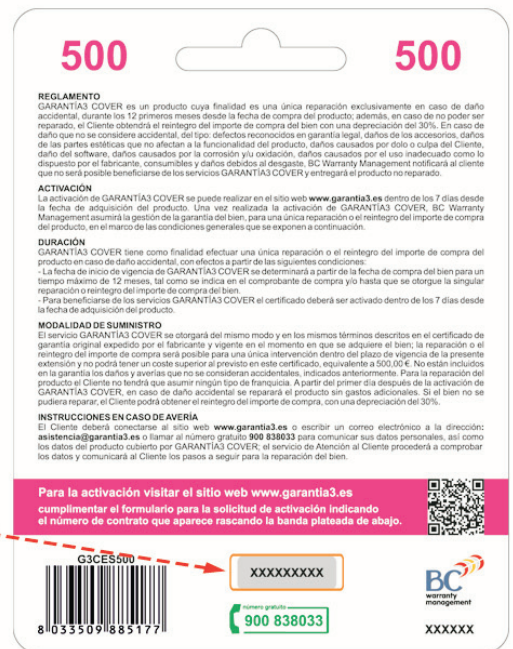 500 500
REGLAMENTO
GARANTÍA3 COVER es un producto cuya finalidad es una única reparación exclusivamente en caso de daño
accidental, durante los 12 primeros meses desde la fecha de compra del producto; además, en caso de no poder ser
reparado, el Cliente obtendrá el reintegro del importe de compra del bien con una depreciación del 30%. En caso de
daño que no se considere accidental, del tipo: defectos reconocidos en garantía legal, daños de los accesorios, daños
de las partes estéticas que no afectan a la funcionalidad del producto, daños causados por dolo o culpa del Cliente,
daño del software, daños causados por la corrosión y/u oxidación, daños causados por el uso inadecuado como lo
dispuesto por el fabricante, consumibles y daños debidos al desgaste, BC Warranty Management notificará al cliente
que no será posible beneficiarse de los servicios GARANTÍA3 COVER y entregará el producto no reparado.
ACTIVACIÓN
La activación de GARANTÍA3 COVER se puede realizar en el sitio web www.garantia3.es dentro de los 7 días desde
la fecha de adquisición del producto. Una vez realizada la activación de GARANTÍA3 COVER, BC Warranty
Management asumirá la gestión de la garantía del bien, para una única reparación o el reintegro del importe de compra
del producto, en el marco de las condiciones generales que se exponen a continuación.
DURACIÓN
GARANTÍA3 COVER tiene como finalidad efectuar una única reparación o el reintegro del importe de compra del
producto en caso de daño accidental, con efectos a partir de las siguientes condiciones:
- La fecha de inicio de vigencia de GARANTÍA3 COVER se determinará a partir de la fecha de compra del bien para un
tiempo máximo de 12 meses, tal como se indica en el comprobante de compra y/o hasta que se otorgue la singular
reparación o reintegro del importe de compra del bien.
- Para beneficiarse de los servicios GARANTÍA3 COVER el certificado deberá ser activado dentro de los 7 días desde
la fecha de adquisición del producto.
MODALIDAD DE SUMINISTRO
El servicio GARANTÍA3 COVER se otorgará del mismo modo y en los mismos términos descritos en el certificado de
garantía original expedido por el fabricante y vigente en el momento en que se adquiere el bien; la reparación o el
reintegro del importe de compra será posible para una única intervención dentro del plazo de vigencia de la presente
extensión y no podrá tener un coste superior al previsto en este certificado, equivalente a 500,00 €. No están incluidos
en la garantía los daños y averías que no se consideran accidentales, indicados anteriormente. Para la reparación del
producto el Cliente no tendrá que asumir ningún tipo de franquicia. A partir del primer día después de la activación de
GARANTÍA3 COVER, en caso de daño accidental se reparará el producto sin gastos adicionales. Si el bien no se
pudiera reparar, el Cliente podrá obtener el reintegro del importe de compra, con una depreciación del 30%.
INSTRUCCIONES EN CASO DE AVERÍA
El Cliente deberá conectarse al sitio web www.garantia3.es o escribir un correo electrónico a la dirección:
asistencia@garantia3.es o llamar al número gratuito 900 838033 para comunicar sus datos personales, así como
los datos del producto cubierto por GARANTÍA3 COVER; el servicio de Atención al Cliente procederá a comprobar
los datos y comunicará al Cliente los pasos a seguir para la reparación del bien.
Para la activación visitar el sitio web www.garantia3.es
cumplimentar el formulario para la solicitud de activación indicando
el número de contrato que aparece rascando la banda plateada de abajo.
G3CES500
8 033509 885177
XXXXXXXXX
número gratuito
900 838033
BC
warranty
management
XXXXXX